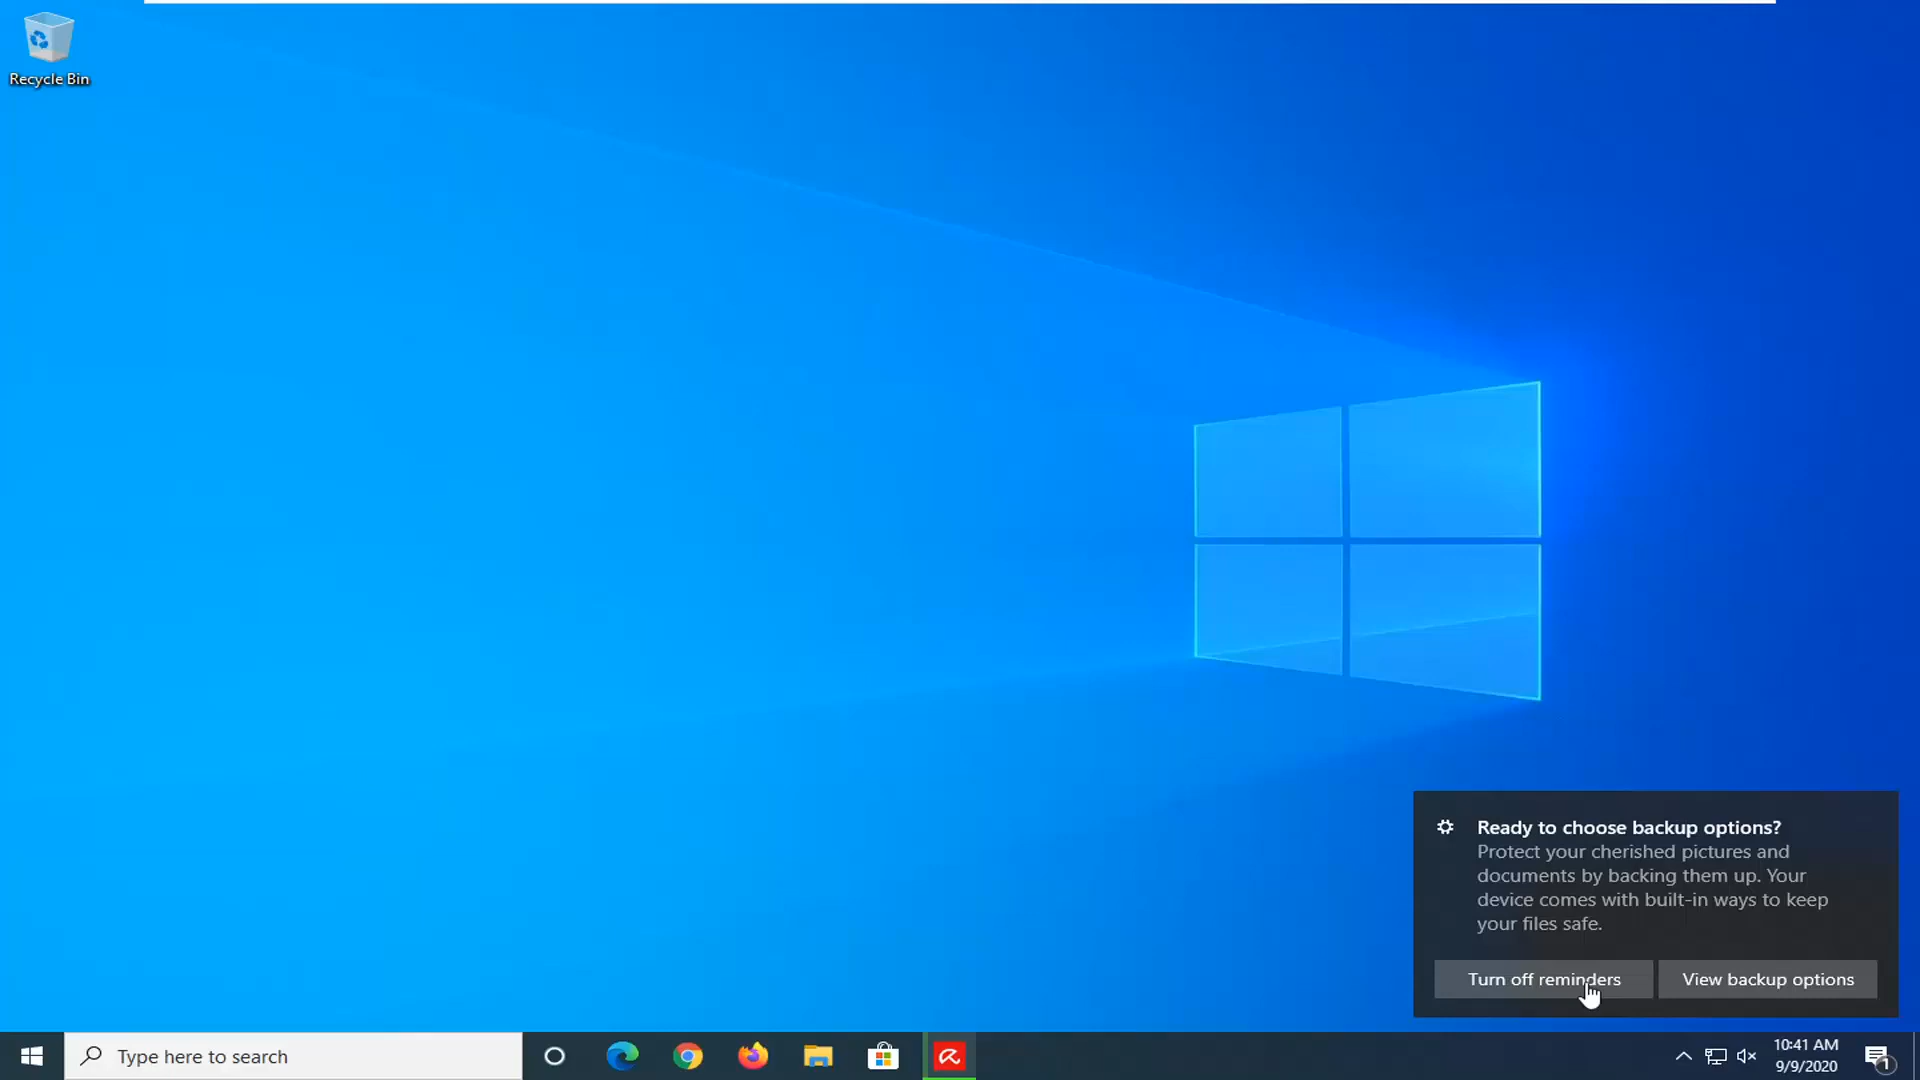 Recycle Bin
Ready to choose backup options?
Protect your cherished pictures and
documents by backing them up. Your
device comes with built-in ways to keep
your files safe.
Turn off reminders
View backup options
Type here to search
10:41 AM
9/9/2020
1